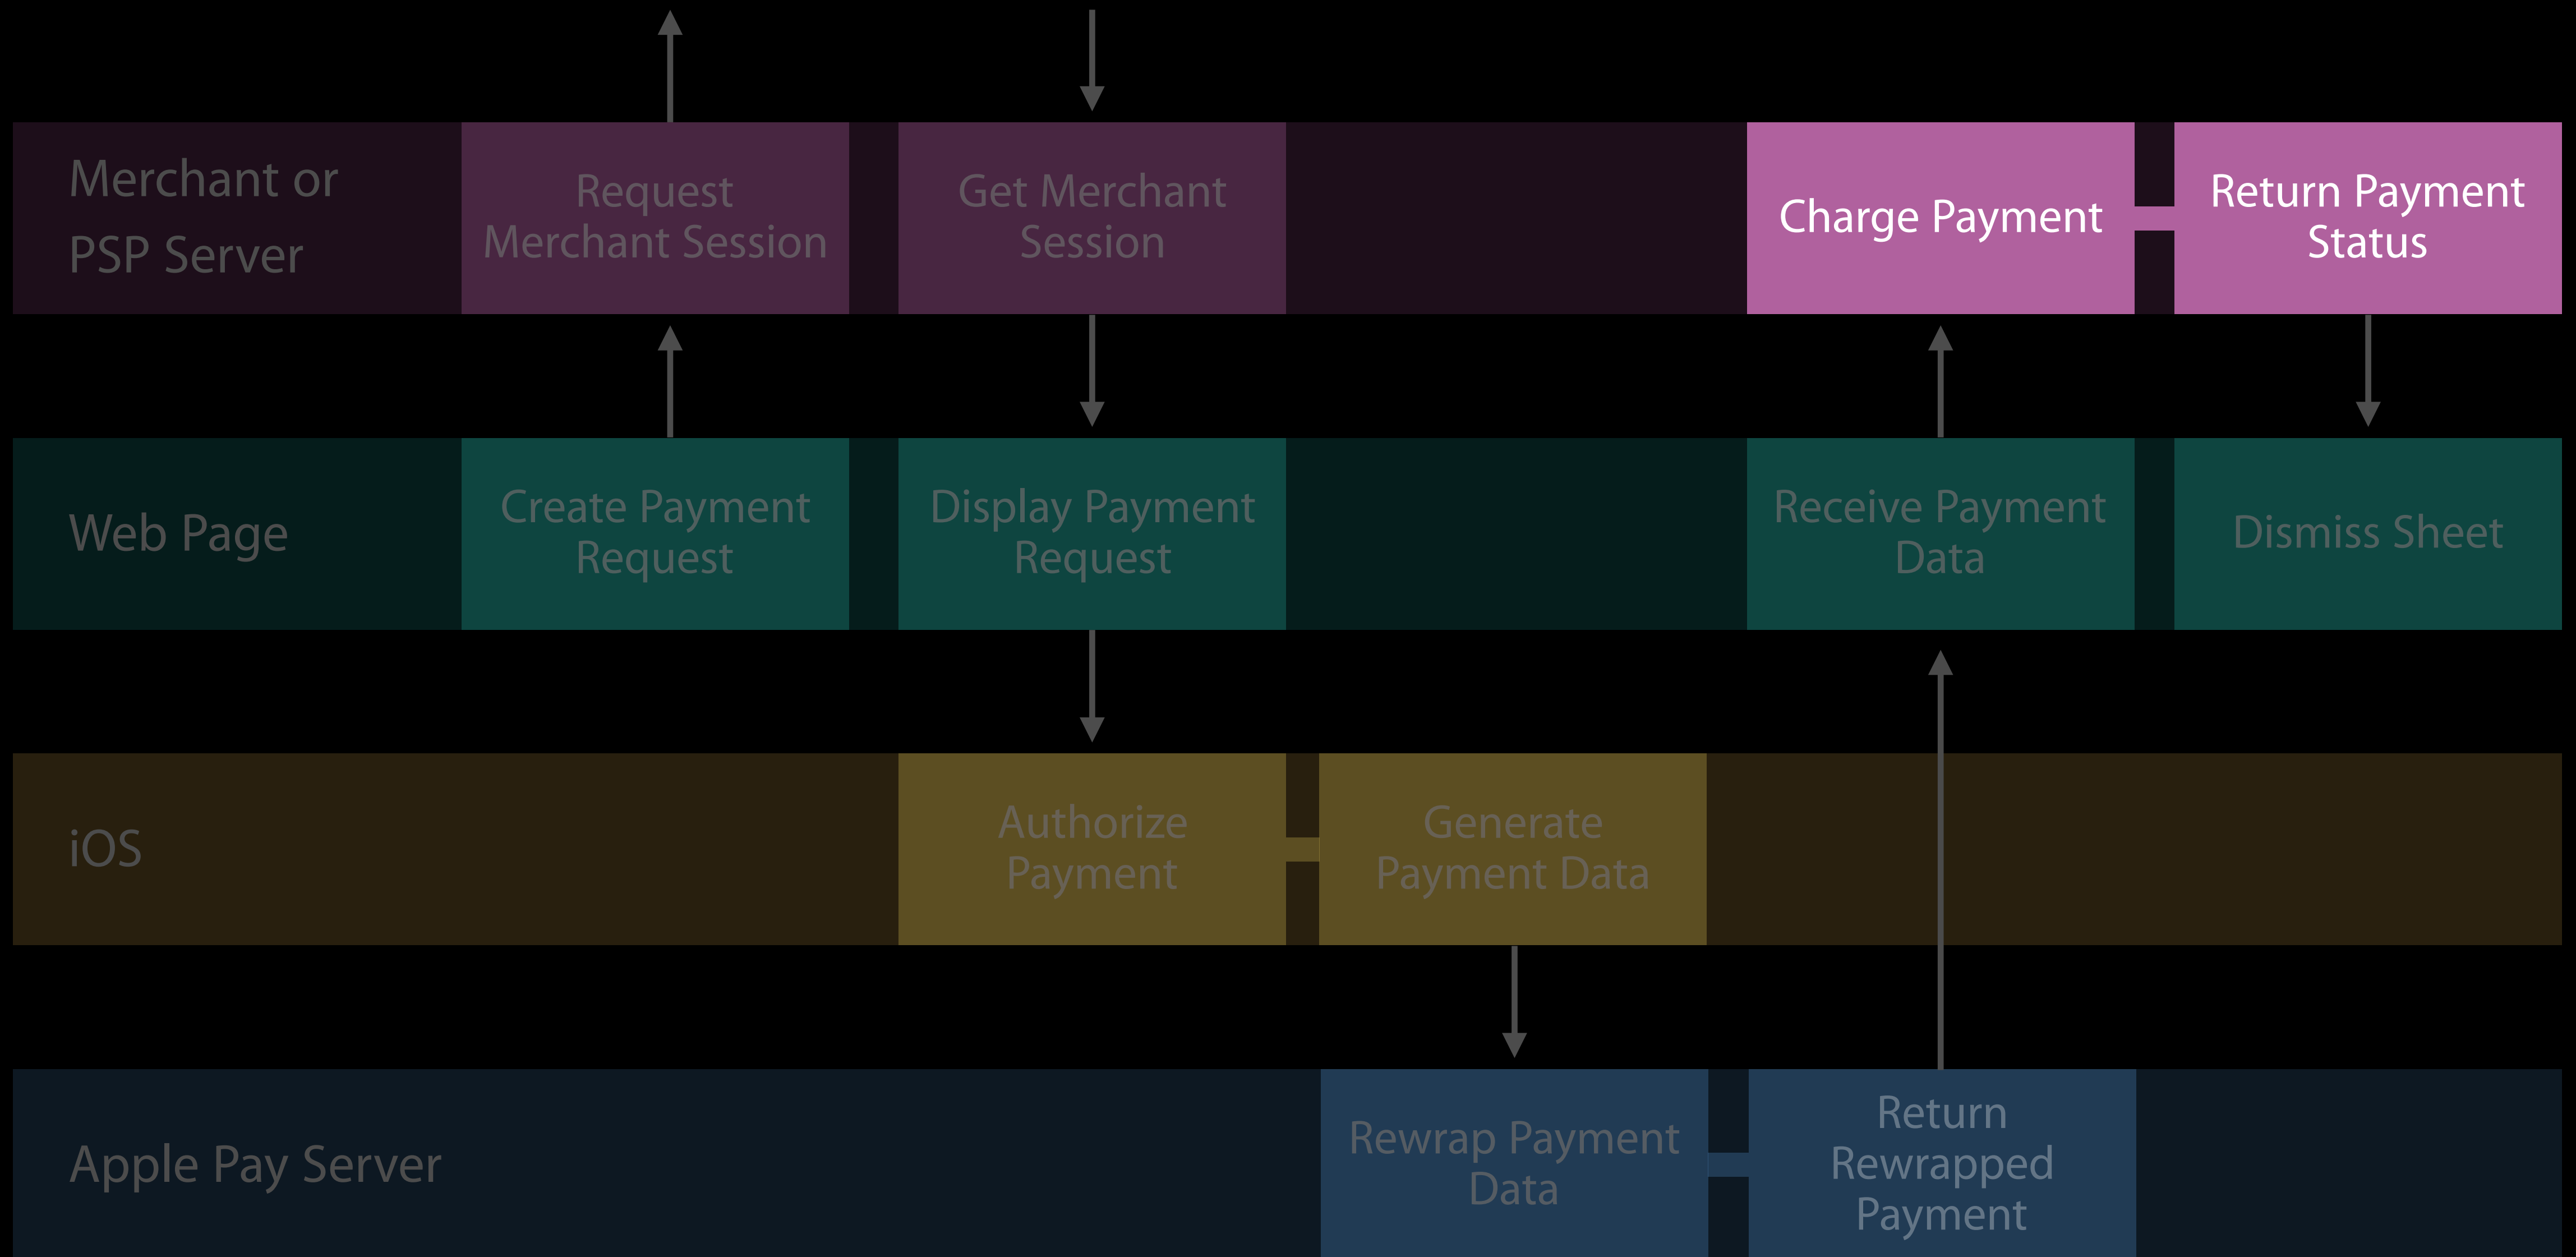 Merchant or
PSP Server
Request
Merchant Session
Get Merchant
Session
Charge Payment
Return Payment
Status
Web Page
Create Payment
Request
Display Payment
Request
Receive Payment
Data
Dismiss Sheet
iOS
Authorize
Payment
Generate
Payment Data
Apple Pay Server
Rewrap Payment
Data
Return
Rewrapped
Payment